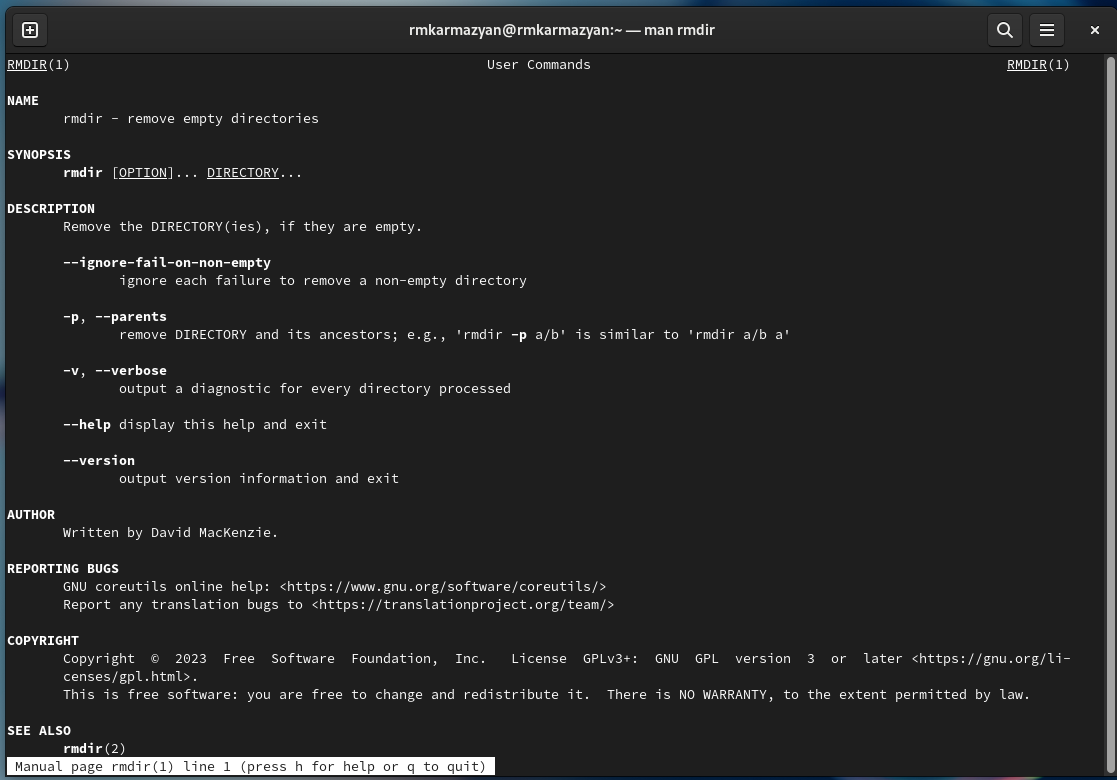 rmkarmazyan@rmkarmazyan:~ — man rmdir
RMDIR(1) User Commands RMDIR(1)
NAME
rmdir - remove empty directories
SYNOPSIS
rmdir [OPTION]... DIRECTORY...
DESCRIPTION
Remove the DIRECTORY(ies), if they are empty.
--ignore-fail-on-non-empty
ignore each failure to remove a non-empty directory
-p, --parents
remove DIRECTORY and its ancestors; e.g., 'rmdir -p a/b' is similar to 'rmdir a/b a'
-v, --verbose
output a diagnostic for every directory processed
--help display this help and exit
--version
output version information and exit
AUTHOR
Written by David MacKenzie.
REPORTING BUGS
GNU coreutils online help: <https://www.gnu.org/software/coreutils/>
Report any translation bugs to <https://translationproject.org/team/>
COPYRIGHT
Copyright © 2023 Free Software Foundation, Inc. License GPLv3+: GNU GPL version 3 or later <https://gnu.org/li-
censes/gpl.html>.
This is free software: you are free to change and redistribute it. There is NO WARRANTY, to the extent permitted by law.
SEE ALSO
rmdir(2)
Manual page rmdir(1) line 1 (press h for help or q to quit)